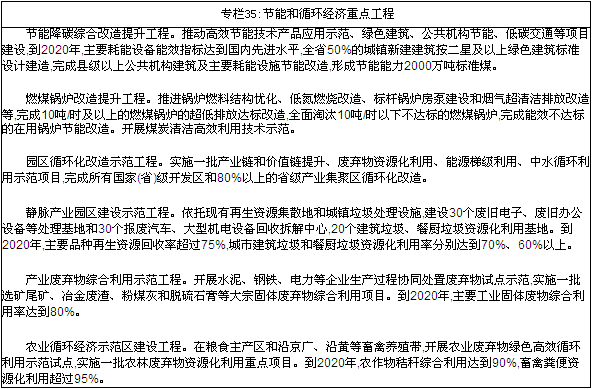 专栏35：节能和循环经济重点工程
节能降碳综合改造提升工程。推动高效节能技术产品应用示范、绿色建筑、公共机构节能、低碳交通等项目
建设，到2020年，主要耗能设备能效指标达到国内先进水平，全省50%的城镇新建建筑按二星及以上绿色建筑标准
设计建造，完成县级以上公共机构建筑及主要耗能设施节能改造，形成节能能力2000万吨标准煤。
燃煤锅炉改造提升工程。推进锅炉燃料结构优化、低氮燃烧改造、标杆锅炉房泵建设和烟气超清洁排放改造
等，完成10吨/时及以上的燃煤锅炉的超低排放达标改造，全面淘汰10吨/时以下不达标的燃煤锅炉，完成能效不达标
的在用锅炉节能改造。开展煤炭清洁高效利用技术示范。
园区循环化改造示范工程。实施一批产业链和价值链提升、废弃物资源化利用、能源梯级利用、中水循环利
用示范项目，完成所有国家（省）级开发区和80%以上的省级产业集聚区循环化改造。
静脉产业园区建设示范工程。依托现有再生资源集散地和城镇垃圾处理设施，建设30个废旧电子、废旧办公
设备等处理基地和30个报废汽车、大型机电设备回收拆解中心，20个建筑垃圾、餐厨垃圾资源化利用基地。到
2020年，主要品种再生资源回收率超过75%，城市建筑垃圾和餐厨垃圾资源化利用率分别达到70%、60%以上。
产业废弃物综合利用示范工程。开展水泥、钢铁、电力等企业生产过程协同处置废弃物试点示范，实施一批
选矿尾矿、冶金废渣、粉煤灰和脱硫石膏等大宗固体废弃物综合利用项目。到2020年，主要工业固体废物综合利
用率达到80%。
农业循环经济示范区建设工程。在粮食主产区和沿京广、沿黄等畜禽养殖带，开展农业废弃物绿色高效循环
利用示范试点，实施一批农林废弃物资源化利用重点项目。到2020年，农作物秸秆综合利用达到90%，畜禽粪便资
源化利用超过95%。